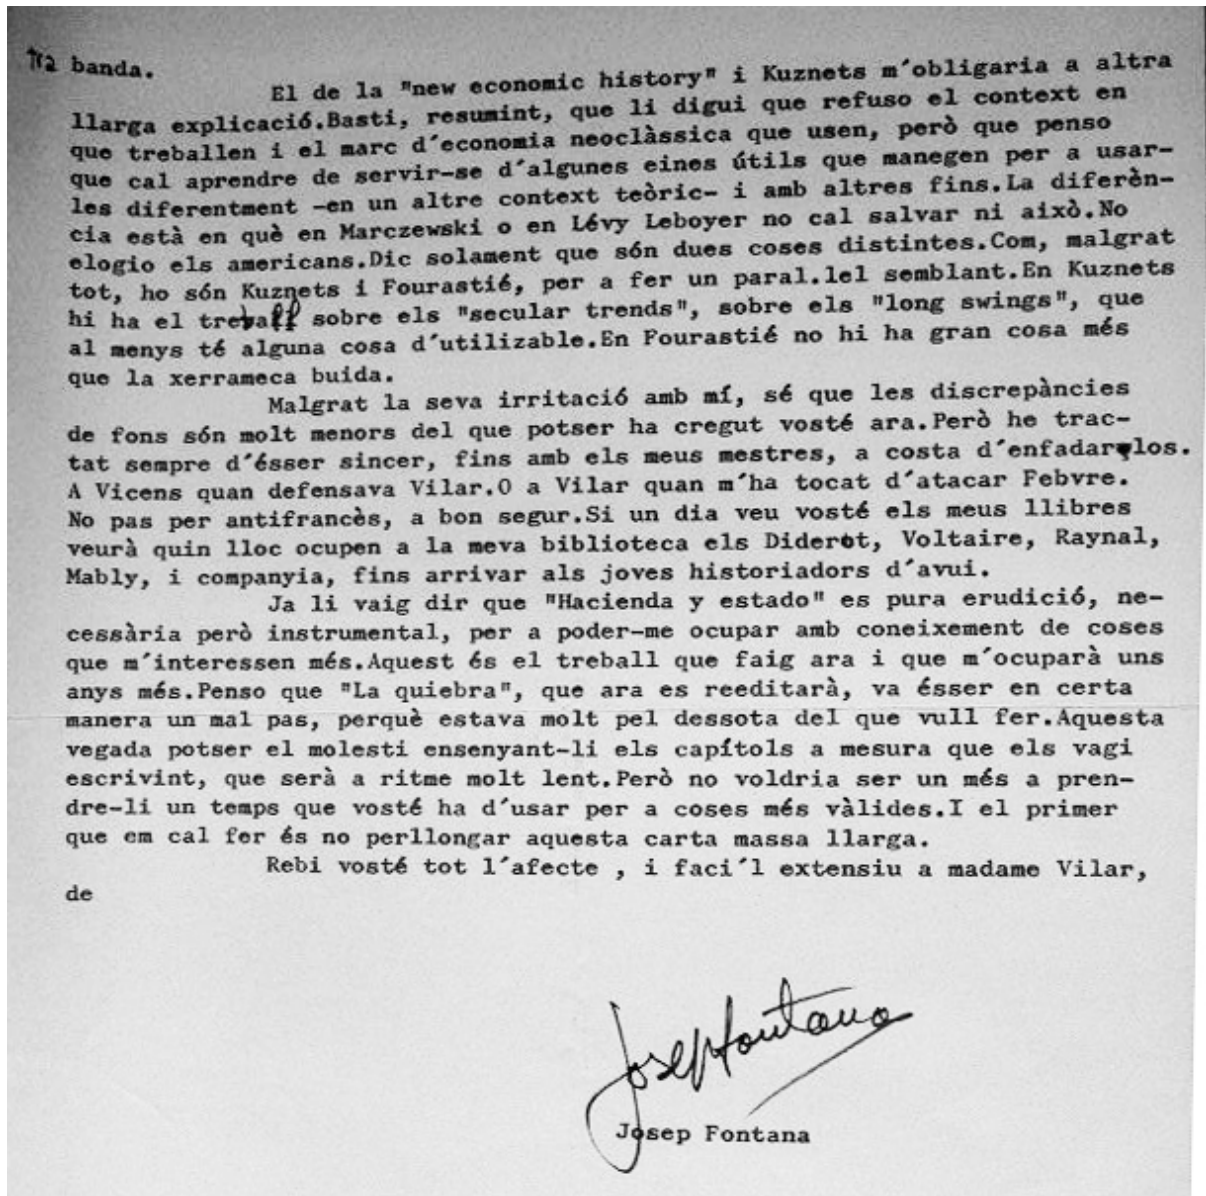 tra banda.
El de la "new economic history" i Kuznets m´obligaria a altra
llarga explicació.Basti, resumint, que li digui que refuso el context en
que treballen i el marc d´economia neoclàssica que usen, però que penso
que cal aprendre de servir-se d´algunes eines útils que manegen per a usar-
les diferentment -en un altre context teòric- i amb altres fins.La diferèn-
cia està en què en Marczewski o en Lévy Leboyer no cal salvar ni això.No
elogio els americans.Dic solament que són dues coses distintes.Com, malgrat
tot, ho són Kuznets i Fourastié, per a fer un paral.lel semblant.En Kuznets
hi ha el treball sobre els "secular trends", sobre els "long swings", que
al menys té alguna cosa d´utilizable.En Fourastié no hi ha gran cosa més
que la xerrameca buida.
Malgrat la seva irritació amb mí, sé que les discrepàncies
de fons són molt menors del que potser ha cregut vosté ara.Però he trac-
tat sempre d´ésser sincer, fins amb els meus mestres, a costa d´enfadar-los.
A Vicens quan defensava Vilar.O a Vilar quan m´ha tocat d´atacar Febvre.
No pas per antifrancès, a bon segur.Si un dia veu vosté els meus llibres
veurà quin lloc ocupen a la meva biblioteca els Diderot, Voltaire, Raynal,
Mably, i companyia, fins arrivar als joves historiadors d´avui.
Ja li vaig dir que "Hacienda y estado" es pura erudició, ne-
cessària però instrumental, per a poder-me ocupar amb coneixement de coses
que m´interessen més.Aquest és el treball que faig ara i que m´ocuparà uns
anys més.Penso que "La quiebra", que ara es reeditarà, va ésser en certa
manera un mal pas, perquè estava molt pel dessota del que vull fer.Aquesta
vegada potser el molesti ensenyant-li els capítols a mesura que els vagi
escrivint, que serà a ritme molt lent.Però no voldria ser un més a pren-
dre-li un temps que vosté ha d´usar per a coses més vàlides.I el primer
que em cal fer és no perllongar aquesta carta massa llarga.
Rebi vosté tot l´afecte , i faci´l extensiu a madame Vilar,
de
Josep Fontana
Josep Fontana